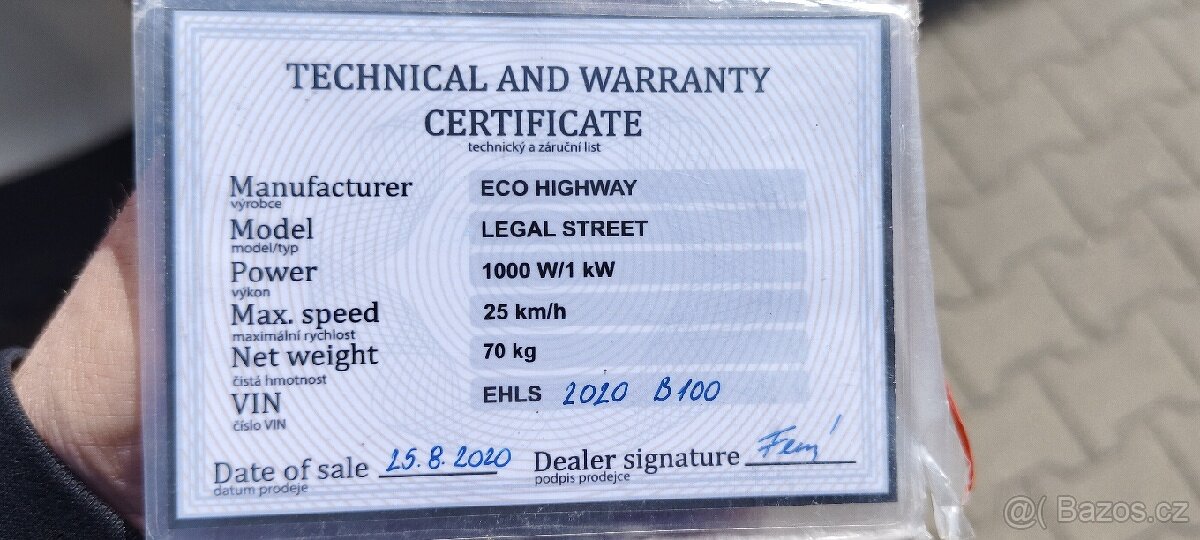 TECHNICAL AND WARRANTY
CERTIFICATE
technický a záruční list
Manufacturer ECO HIGHWAY
výrobce
Model LEGAL STREET
model/typ
Power 1000 W/1 kW
výkon
Max. speed 25 km/h
maximální rychlost
Net weight 70 kg
čistá hmotnost
VIN EHLS 2020 B100
číslo VIN
Date of sale 25.8.2020 Dealer signature
datum prodeje podpis prodejce
@( Bazos.cz